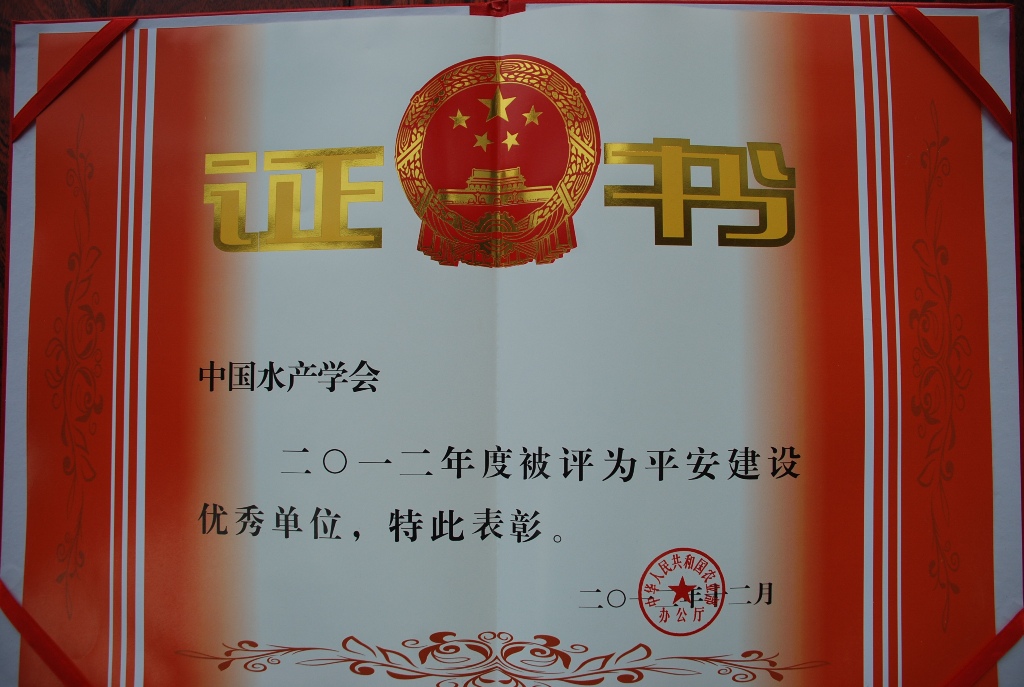 证书
中国水产学会
二〇一二年度被评为平安建设
优秀单位，特此表彰。
二〇一二年十二月
中华人民共和国农业部
办公厅